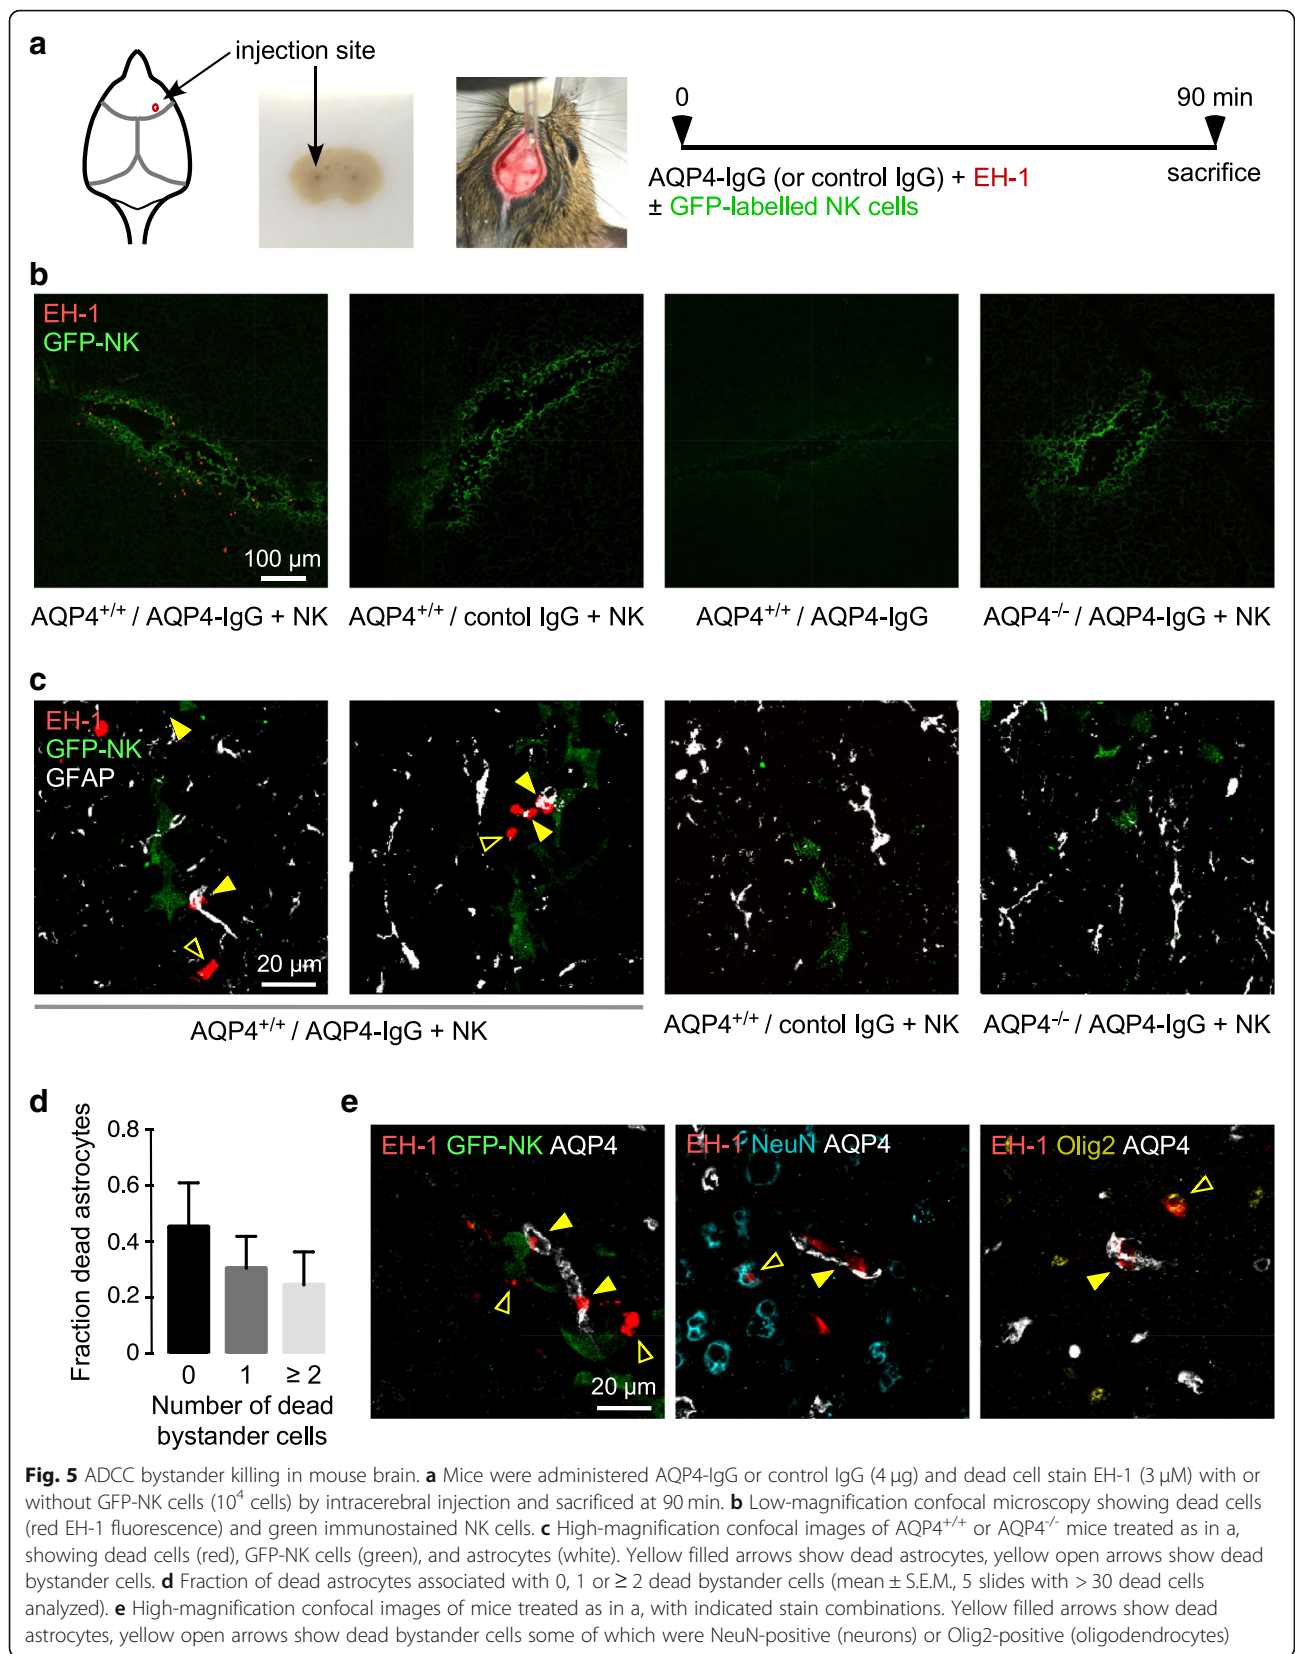 a
injection site
0
90 min
AQP4-IgG (or control IgG) + EH-1
± GFP-labelled NK cells
sacrifice
b
EH-1
GFP-NK
100 µm
AQP4+/+ / AQP4-IgG + NK
AQP4+/+ / contol IgG + NK
AQP4+/+ / AQP4-IgG
AQP4-/- / AQP4-IgG + NK
c
EH-1
GFP-NK
GFAP
20 µm
AQP4+/+ / AQP4-IgG + NK
AQP4+/+ / contol IgG + NK
AQP4-/- / AQP4-IgG + NK
d
Fraction dead astrocytes
0.8
0.6
0.4
0.2
0
0 1 ≥ 2
Number of dead
bystander cells
e
EH-1 GFP-NK AQP4
20 µm
EH-1 NeuN AQP4
EH-1 Olig2 AQP4
Fig. 5 ADCC bystander killing in mouse brain. a Mice were administered AQP4-IgG or control IgG (4 µg) and dead cell stain EH-1 (3 µM) with or
without GFP-NK cells (10⁴ cells) by intracerebral injection and sacrificed at 90 min. b Low-magnification confocal microscopy showing dead cells
(red EH-1 fluorescence) and green immunostained NK cells. c High-magnification confocal images of AQP4+/+ or AQP4-/- mice treated as in a,
showing dead cells (red), GFP-NK cells (green), and astrocytes (white). Yellow filled arrows show dead astrocytes, yellow open arrows show dead
bystander cells. d Fraction of dead astrocytes associated with 0, 1 or ≥ 2 dead bystander cells (mean ± S.E.M., 5 slides with > 30 dead cells
analyzed). e High-magnification confocal images of mice treated as in a, with indicated stain combinations. Yellow filled arrows show dead
astrocytes, yellow open arrows show dead bystander cells some of which were NeuN-positive (neurons) or Olig2-positive (oligodendrocytes)